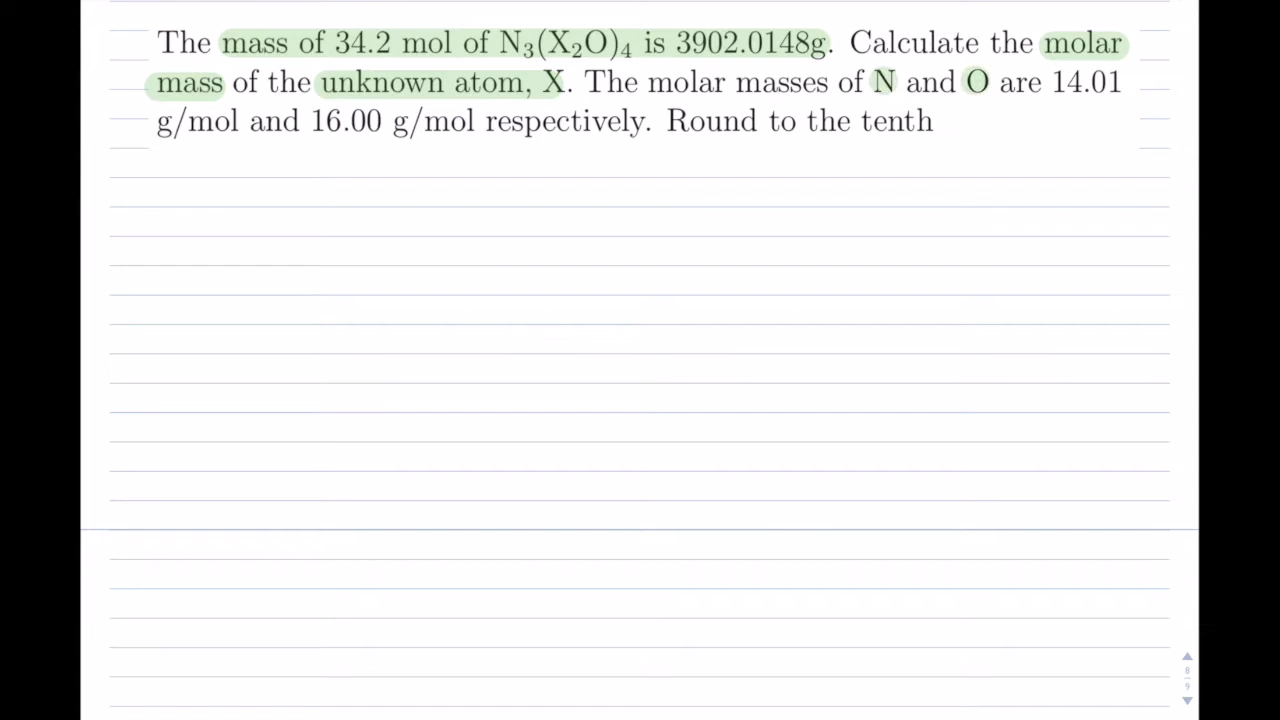 The mass of 34.2 mol of N₃(X₂O)₄ is 3902.0148g. Calculate the molar
mass of the unknown atom, X. The molar masses of N and O are 14.01
g/mol and 16.00 g/mol respectively. Round to the tenth
8
9